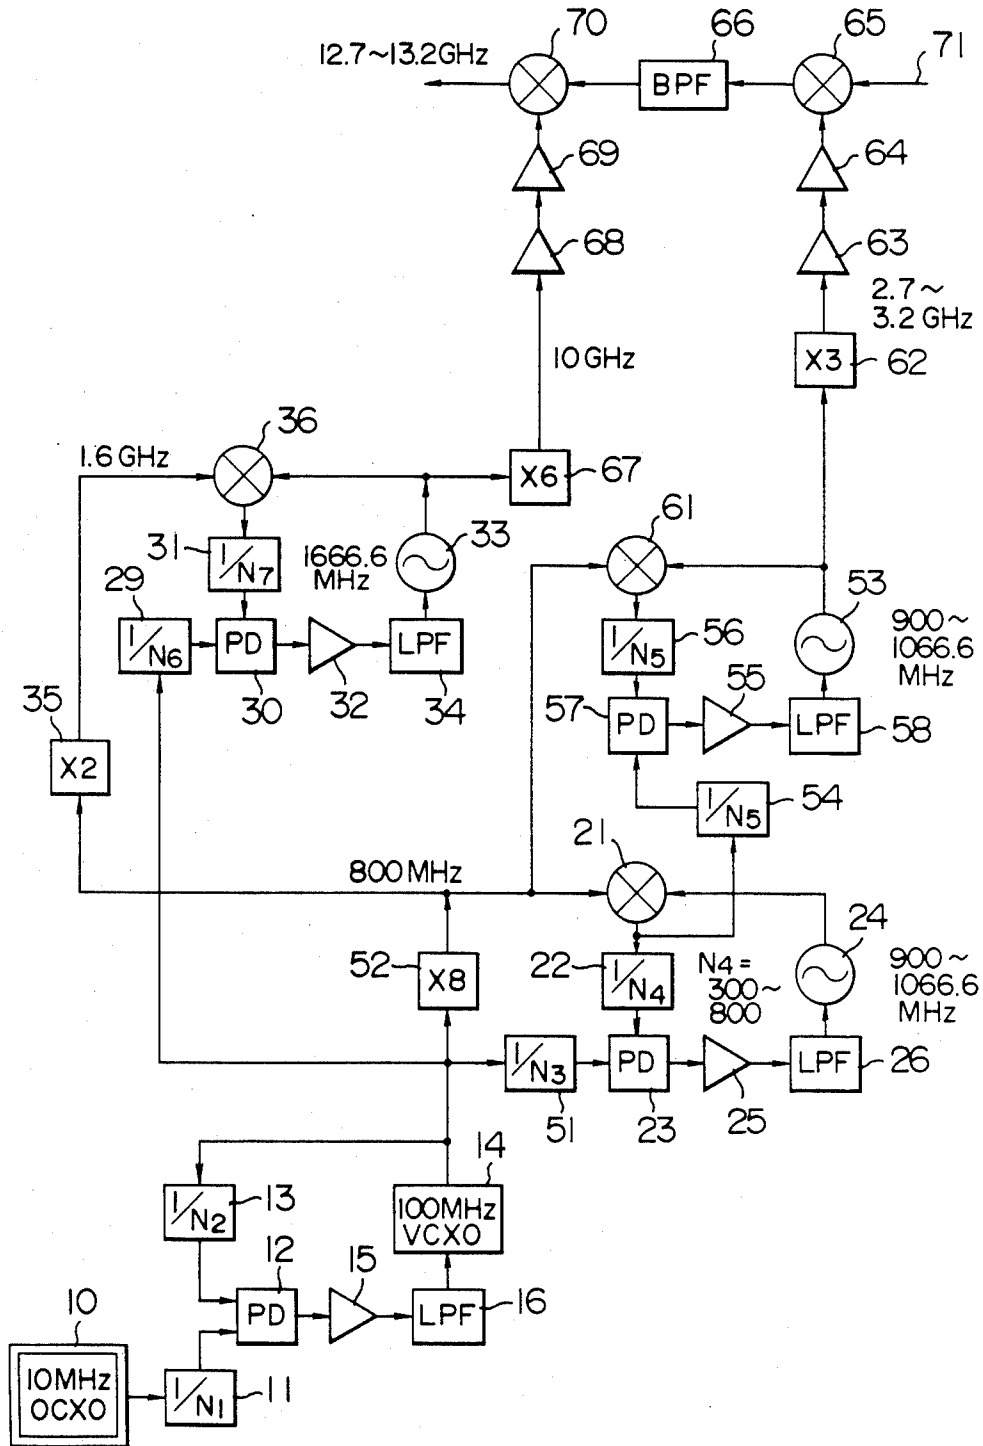 70
66
65
12.7~13.2GHz
BPF
71
69
64
68
63
2.7~
3.2 GHz
10 GHz
X3
62
36
1.6 GHz
X6
67
61
33
31
1/N7
1666.6
MHz
29
53
1/N6
PD
LPF
1/N5
56
900~
1066.6
MHz
30
32
34
55
35
57
PD
LPF
58
X2
1/N5
54
21
800 MHz
24
52
X8
22
1/N4
N4=
300~
800
900~
1066.6
MHz
1/N3
PD
LPF
26
51
23
25
14
13
1/N2
100MHz
VCXO
12
15
10
PD
LPF
16
10MHz
OCXO
1/N1
11